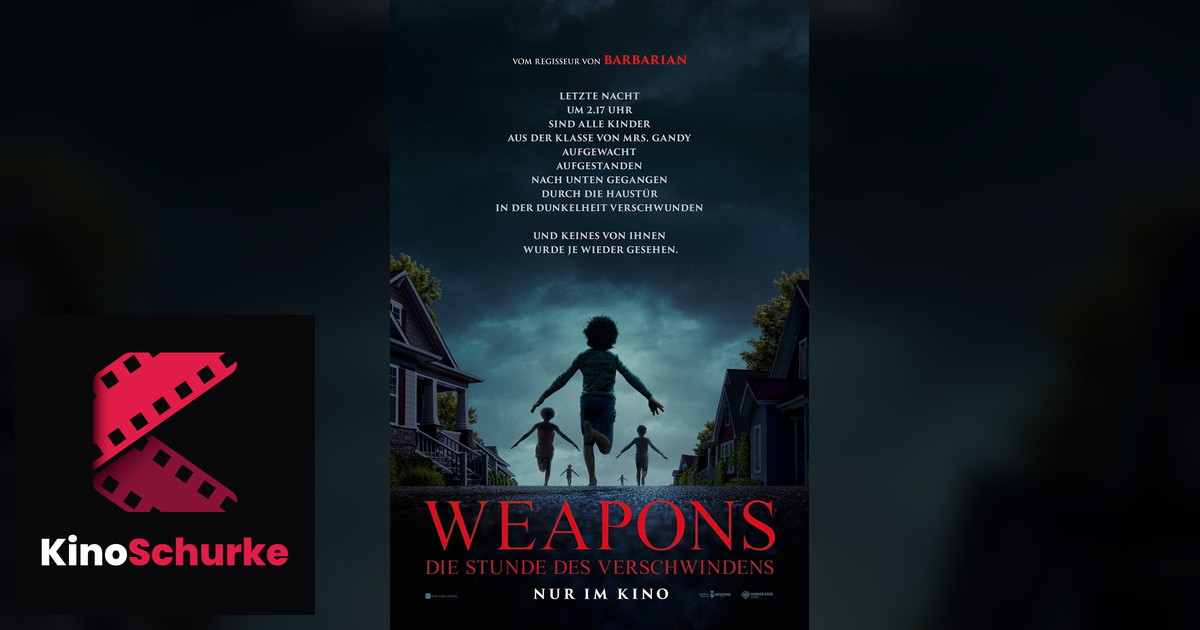 VOM REGISSEUR VON BARBARIAN
LETZTE NACHT
UM 2.17 UHR
SIND ALLE KINDER
AUS DER KLASSE VON MRS. GANDY
AUFGEWACHT
AUFGESTANDEN
NACH UNTEN GEGANGEN
DURCH DIE HAUSTÜR
IN DER DUNKELHEIT VERSCHWUNDEN
UND KEINES VON IHNEN
WURDE JE WIEDER GESEHEN.
WEAPONS
DIE STUNDE DES VERSCHWINDENS
NUR IM KINO
KinoSchurke